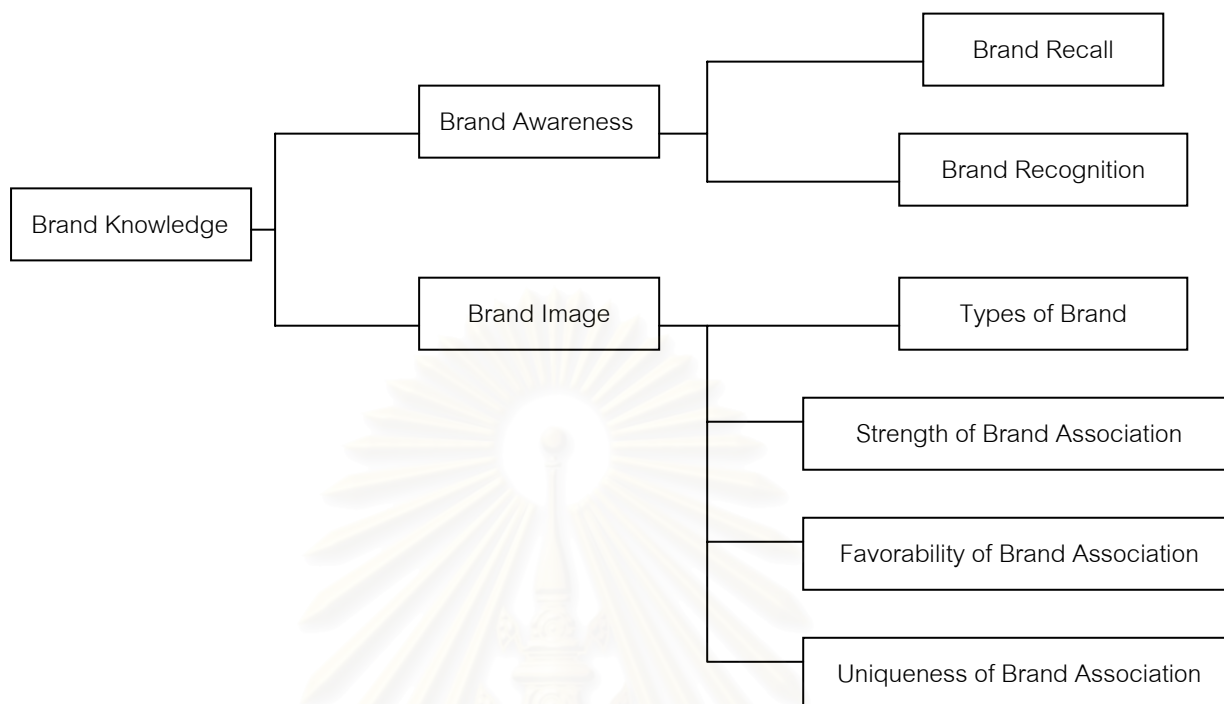 Brand Recall
Brand Awareness
Brand Recognition
Brand Knowledge
Brand Image
Types of Brand
Strength of Brand Association
Favorability of Brand Association
Uniqueness of Brand Association